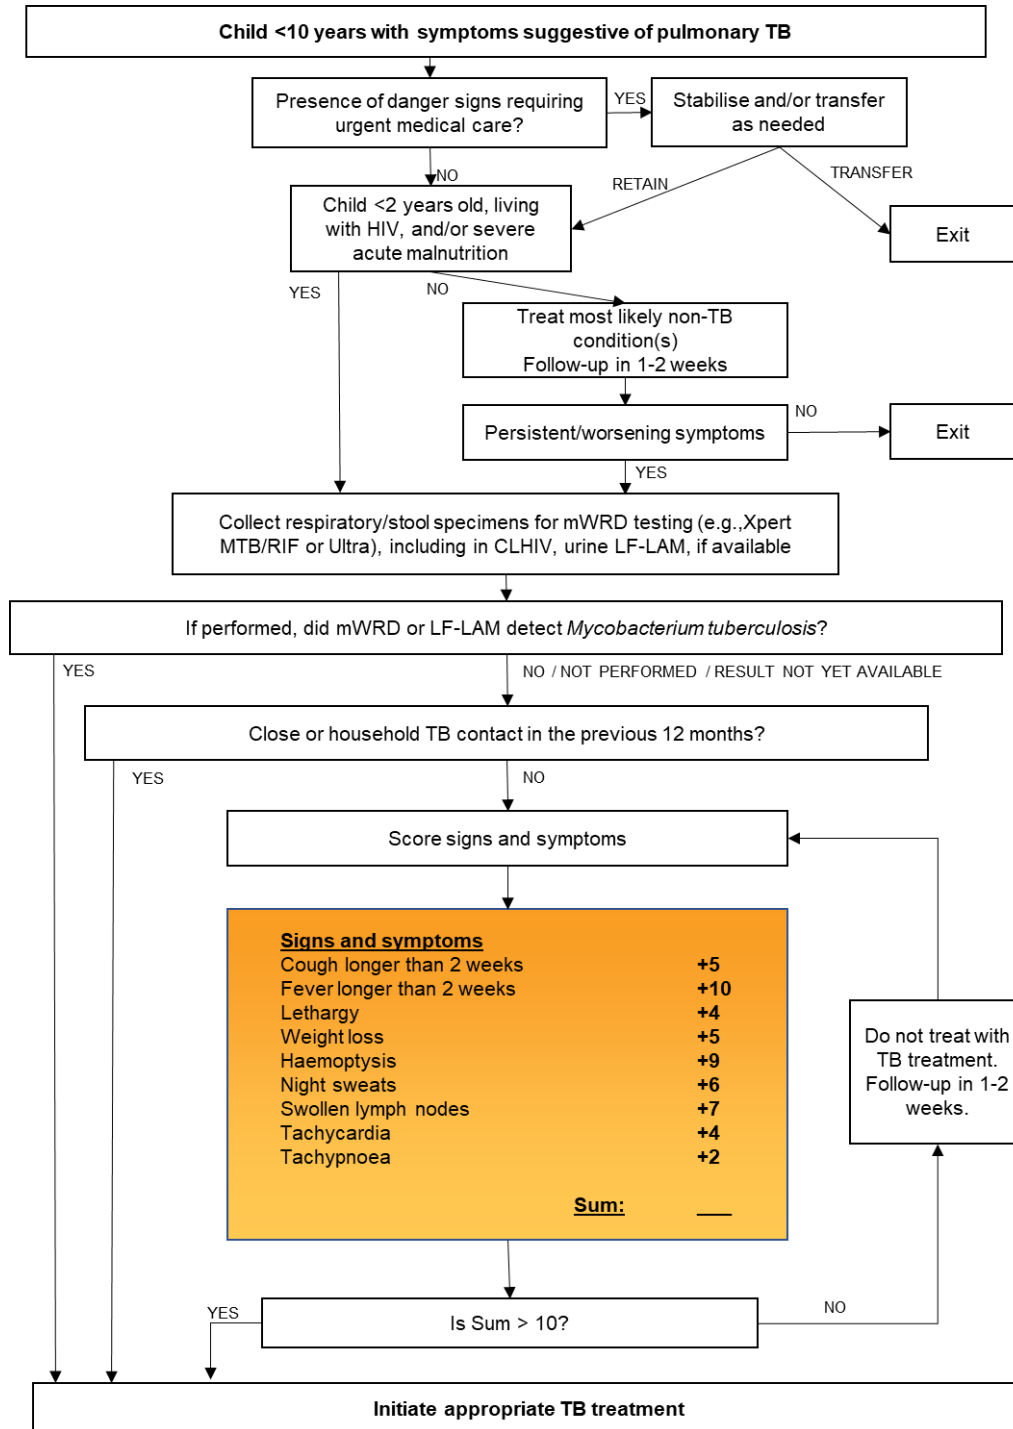 Child <10 years with symptoms suggestive of pulmonary TB
Presence of danger signs requiring
urgent medical care?
YES
Stabilise and/or transfer
as needed
NO
RETAIN
TRANSFER
Child <2 years old, living
with HIV, and/or severe
acute malnutrition
Exit
YES
NO
Treat most likely non-TB
condition(s)
Follow-up in 1-2 weeks
Persistent/worsening symptoms
NO
Exit
YES
Collect respiratory/stool specimens for mWRD testing (e.g.,Xpert
MTB/RIF or Ultra), including in CLHIV, urine LF-LAM, if available
If performed, did mWRD or LF-LAM detect Mycobacterium tuberculosis?
YES
NO / NOT PERFORMED / RESULT NOT YET AVAILABLE
Close or household TB contact in the previous 12 months?
YES
NO
Score signs and symptoms
Signs and symptoms
Cough longer than 2 weeks +5
Fever longer than 2 weeks +10
Lethargy +4
Weight loss +5
Haemoptysis +9
Night sweats +6
Swollen lymph nodes +7
Tachycardia +4
Tachypnoea +2
Sum: ___
Do not treat with
TB treatment.
Follow-up in 1-2
weeks.
Is Sum > 10?
YES
NO
Initiate appropriate TB treatment